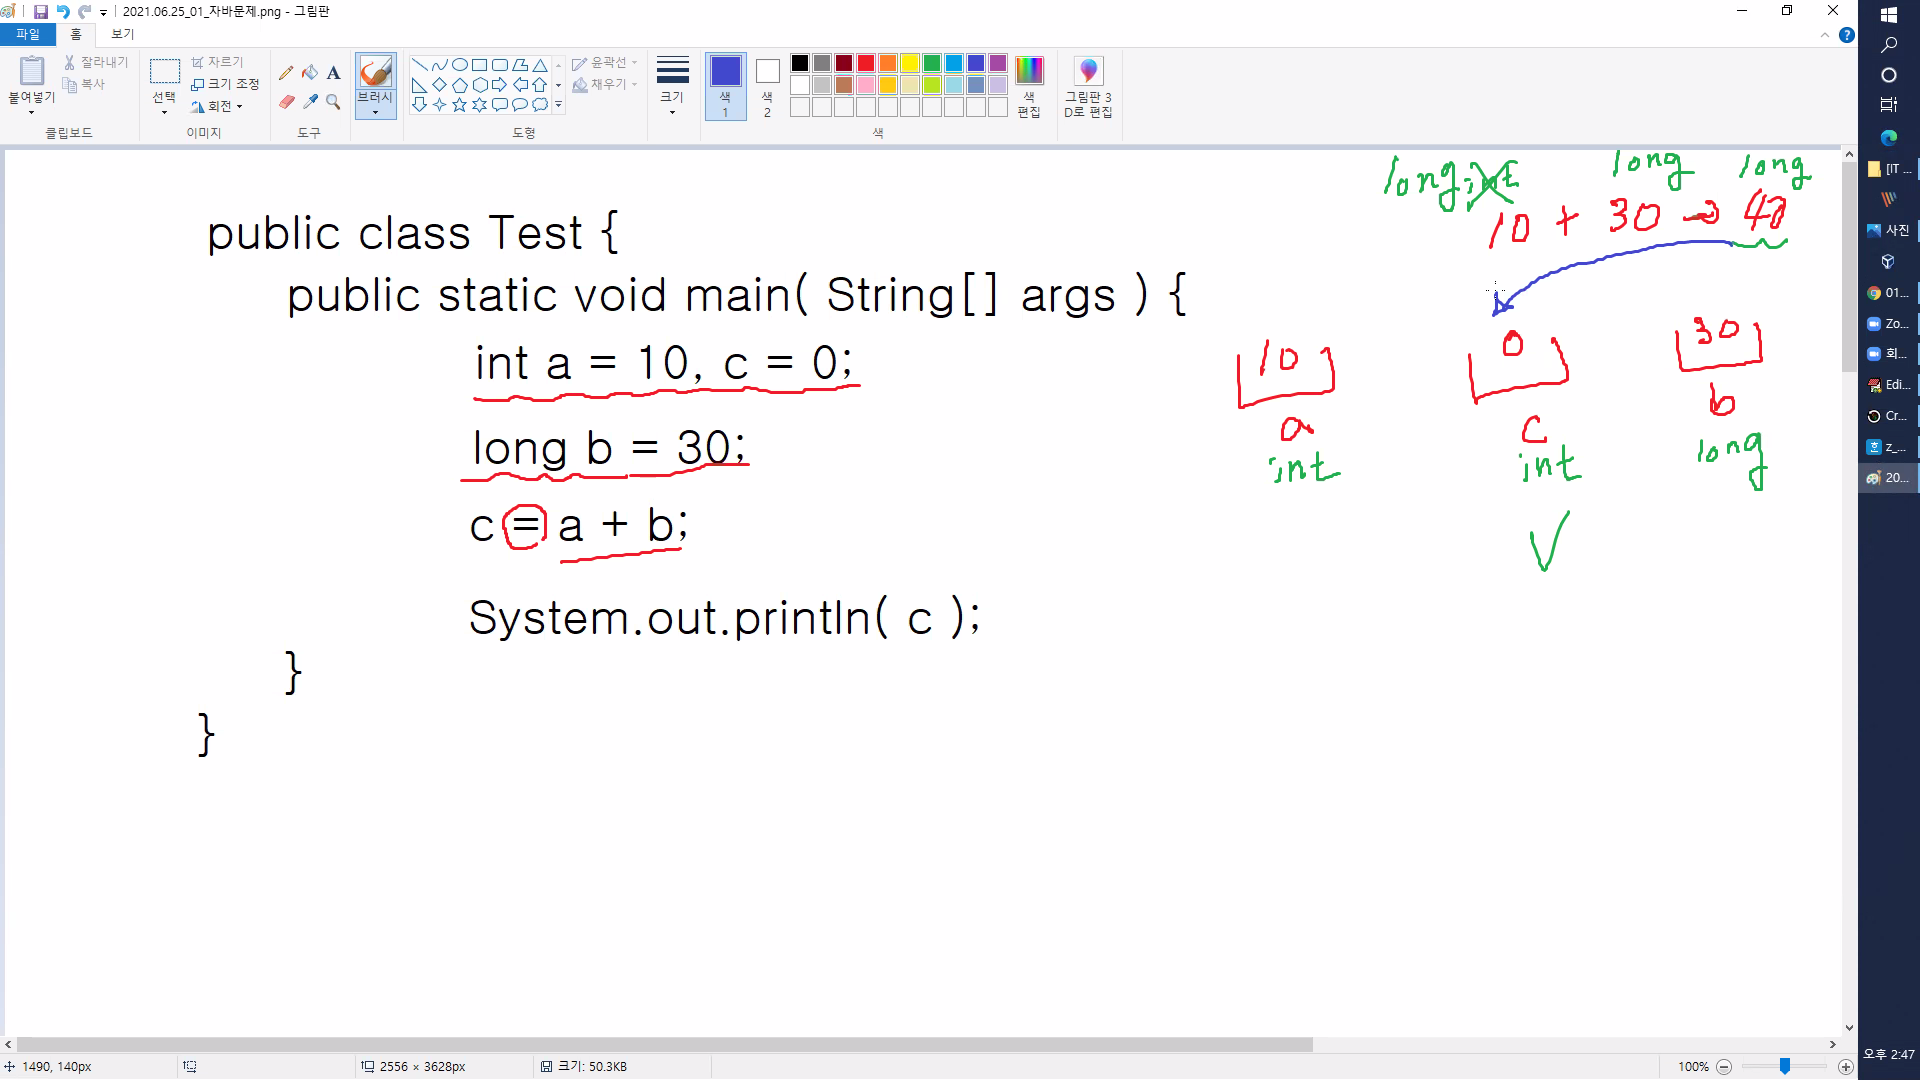 2021.06.25_01_자바문제.png - 그림판
파일 홈 보기
붙여넣기 잘라내기 복사 클립보드
선택 자르기 크기 조정 회전 이미지
도구
브러시
윤곽선 채우기 도형
크기
색 1 색 2 색 편집 색
그림판 3D로 편집
public class Test {
public static void main( String[] args ) {
int a = 10, c = 0;
long b = 30;
c = a + b;
System.out.println( c );
}
}
long int long long
10 + 30 → 40
10 0 30
a c b
int int long
[IT ...
사진
01...
Zo...
회...
Edi...
Cr...
z_...
20...
오후 2:47
1490, 140px 2556 × 3628px 크기: 50.3KB 100%